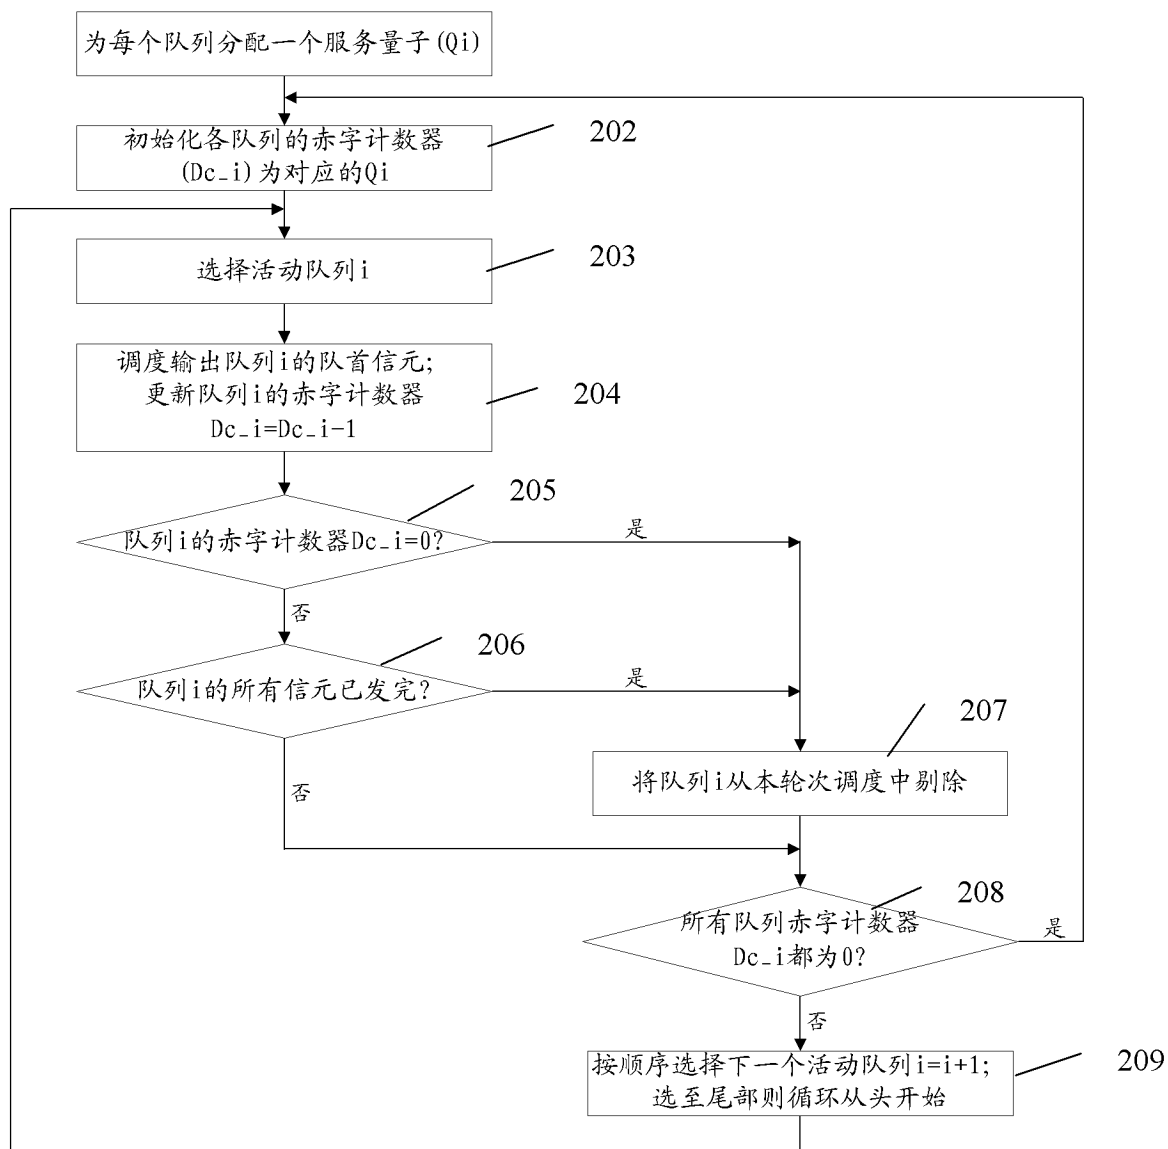 为每个队列分配一个服务量子(Qi)
初始化各队列的赤字计数器
(Dc_i)为对应的Qi
202
选择活动队列i
203
调度输出队列i的队首信元;
更新队列i的赤字计数器
Dc_i=Dc_i-1
204
205
队列i的赤字计数器Dc_i=0?
是
否
206
队列i的所有信元已发完?
是
207
将队列i从本轮次调度中剔除
否
208
所有队列赤字计数器
Dc_i都为0?
是
否
按顺序选择下一个活动队列i=i+1;
选至尾部则循环从头开始
209